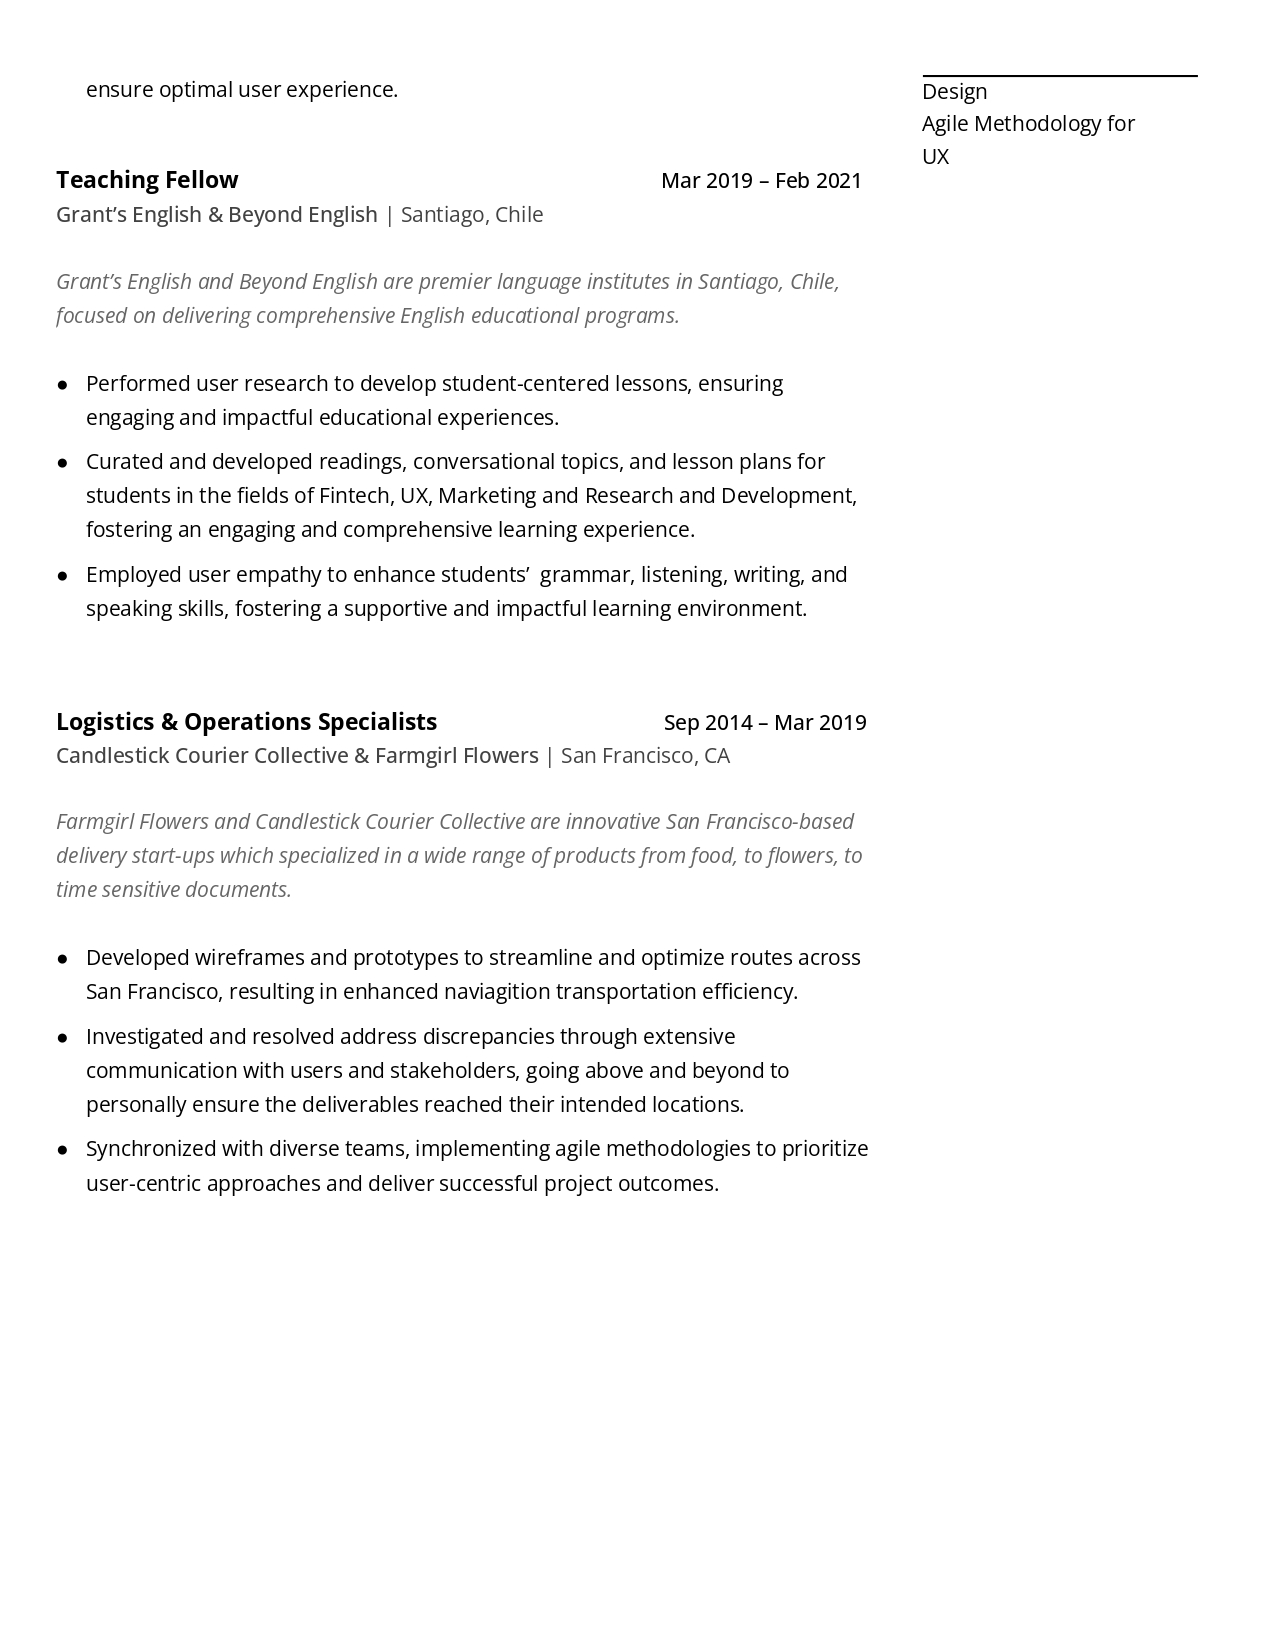 ensure optimal user experience.
Teaching Fellow Mar 2019 – Feb 2021
Grant’s English & Beyond English | Santiago, Chile
Grant’s English and Beyond English are premier language institutes in Santiago, Chile,
focused on delivering comprehensive English educational programs.
● Performed user research to develop student-centered lessons, ensuring
engaging and impactful educational experiences.
● Curated and developed readings, conversational topics, and lesson plans for
students in the fields of Fintech, UX, Marketing and Research and Development,
fostering an engaging and comprehensive learning experience.
● Employed user empathy to enhance students’  grammar, listening, writing, and
speaking skills, fostering a supportive and impactful learning environment.
Logistics & Operations Specialists Sep 2014 – Mar 2019
Candlestick Courier Collective & Farmgirl Flowers | San Francisco, CA
Farmgirl Flowers and Candlestick Courier Collective are innovative San Francisco-based
delivery start-ups which specialized in a wide range of products from food, to flowers, to
time sensitive documents.
● Developed wireframes and prototypes to streamline and optimize routes across
San Francisco, resulting in enhanced naviagition transportation efficiency.
● Investigated and resolved address discrepancies through extensive
communication with users and stakeholders, going above and beyond to
personally ensure the deliverables reached their intended locations.
● Synchronized with diverse teams, implementing agile methodologies to prioritize
user-centric approaches and deliver successful project outcomes.
Design
Agile Methodology for
UX